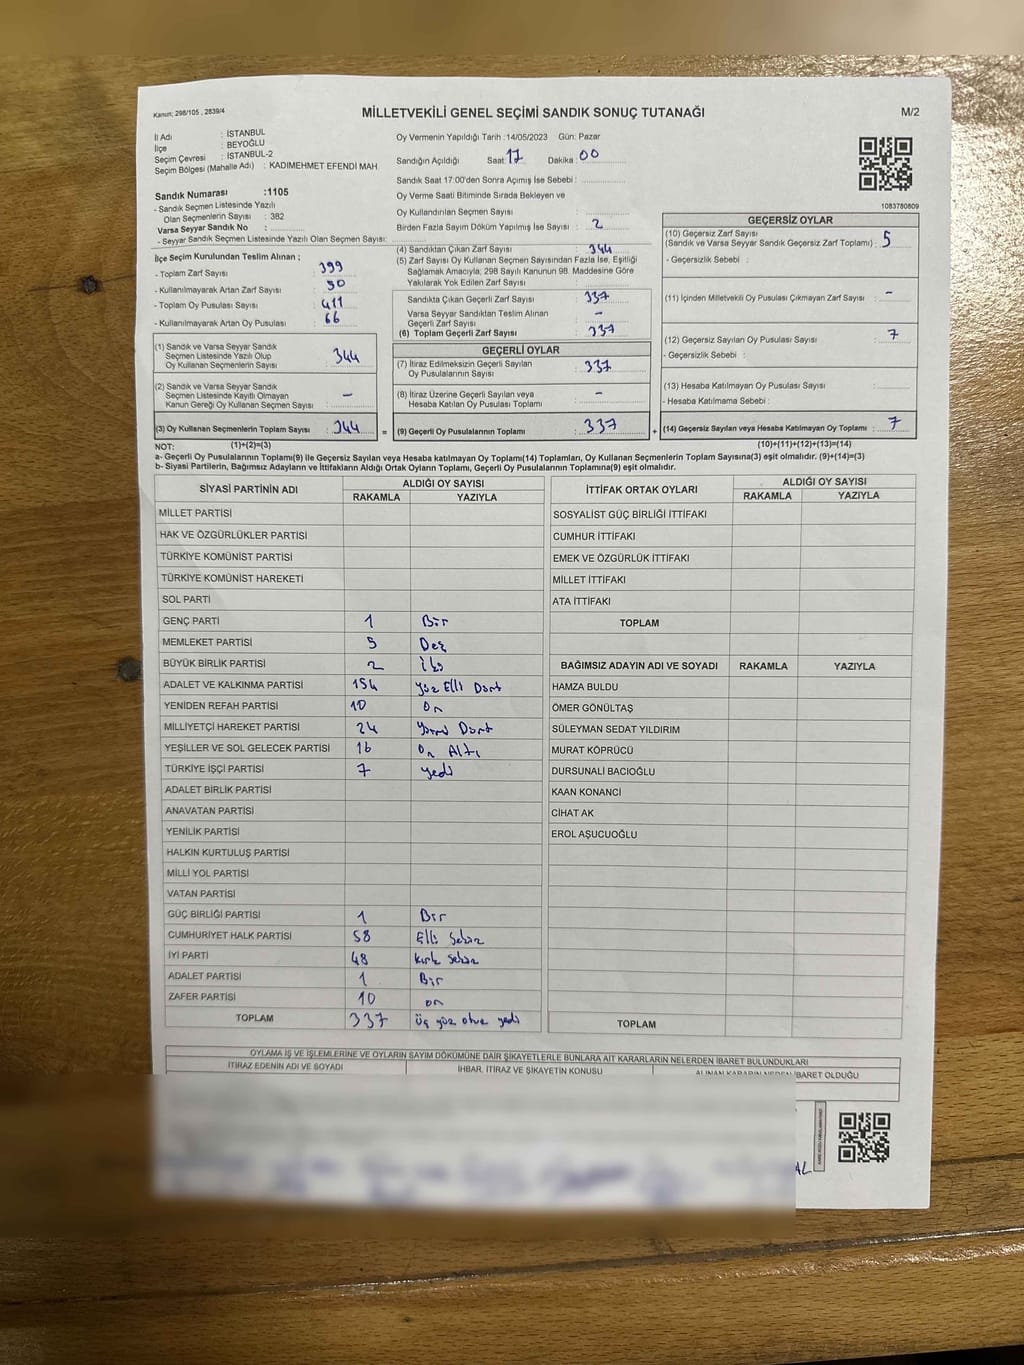 Kanun; 298/105 , 2839/4
MİLLETVEKİLİ GENEL SEÇİMİ SANDIK SONUÇ TUTANAĞI
M/2
İl Adı : İSTANBUL
İlçe : BEYOĞLU
Seçim Çevresi : İSTANBUL-2
Seçim Bölgesi (Mahalle Adı) : KADIMEHMET EFENDİ MAH
Sandık Numarası :1105
- Sandık Seçmen Listesinde Yazılı
Olan Seçmenlerin Sayısı : 382
Varsa Seyyar Sandık No :
- Seyyar Sandık Seçmen Listesinde Yazılı Olan Seçmen Sayısı:
Oy Vermenin Yapıldığı Tarih :14/05/2023 Gün: Pazar
Sandığın Açıldığı Saat: 17 Dakika : 00
Sandık Saat 17:00'den Sonra Açımış İse Sebebi :
Oy Verme Saati Bitiminde Sırada Bekleyen ve
Oy Kullandırılan Seçmen Sayısı :
Birden Fazla Sayım Döküm Yapılmış İse Sayısı : 2
1083780809
İlçe Seçim Kurulundan Teslim Alınan ;
- Toplam Zarf Sayısı : 399
- Kullanılmayarak Artan Zarf Sayısı : 50
- Toplam Oy Pusulası Sayısı : 411
- Kullanılmayarak Artan Oy Pusulası : 66
(1) Sandık ve Varsa Seyyar Sandık
Seçmen Listesinde Yazılı Olup
Oy Kullanan Seçmenlerin Sayısı : 344
(2) Sandık ve Varsa Seyyar Sandık
Seçmen Listesinde Kayıtlı Olmayan
Kanun Gereği Oy Kullanan Seçmen Sayısı : -
(3) Oy Kullanan Seçmenlerin Toplam Sayısı : 344
(4) Sandıktan Çıkan Zarf Sayısı : 344
(5) Zarf Sayısı Oy Kullanan Seçmen Sayısından Fazla İse, Eşitliği
Sağlamak Amacıyla, 298 Sayılı Kanunun 98. Maddesine Göre
Yakılarak Yok Edilen Zarf Sayısı :
Sandıkta Çıkan Geçerli Zarf Sayısı : 337
Varsa Seyyar Sandıktan Teslim Alınan
Geçerli Zarf Sayısı : -
(6) Toplam Geçerli Zarf Sayısı : 337
GEÇERLİ OYLAR
(7) İtiraz Edilmeksizin Geçerli Sayılan
Oy Pusulalarının Sayısı : 337
(8) İtiraz Üzerine Geçerli Sayılan veya
Hesaba Katılan Oy Pusulası Toplamı : -
= (9) Geçerli Oy Pusulalarının Toplamı : 337
GEÇERSİZ OYLAR
(10) Geçersiz Zarf Sayısı
(Sandık ve Varsa Seyyar Sandık Geçersiz Zarf Toplamı) : 5
- Geçersizlik Sebebi :
(11) İçinden Milletvekili Oy Pusulası Çıkmayan Zarf Sayısı : -
(12) Geçersiz Sayılan Oy Pusulası Sayısı : 7
- Geçersizlik Sebebi :
(13) Hesaba Katılmayan Oy Pusulası Sayısı :
- Hesaba Katılmama Sebebi :
+ (14) Geçersiz Sayılan veya Hesaba Katılmayan Oy Toplamı : 7
NOT: (1)+(2)=(3) (10)+(11)+(12)+(13)=(14)
a- Geçerli Oy Pusulalarının Toplamı(9) ile Geçersiz Sayılan veya Hesaba katılmayan Oy Toplamı(14) Toplamları, Oy Kullanan Seçmenlerin Toplam Sayısına(3) eşit olmalıdır. (9)+(14)=(3)
b- Siyasi Partilerin, Bağımsız Adayların ve İttifakların Aldığı Ortak Oyların Toplamı, Geçerli Oy Pusulalarının Toplamına(9) eşit olmalıdır.
SİYASİ PARTİNİN ADI ALDIĞI OY SAYISI
RAKAMLA YAZIYLA
MİLLET PARTİSİ
HAK VE ÖZGÜRLÜKLER PARTİSİ
TÜRKİYE KOMÜNİST PARTİSİ
TÜRKİYE KOMÜNİST HAREKETİ
SOL PARTİ
GENÇ PARTİ 1 Bir
MEMLEKET PARTİSİ 5 Beş
BÜYÜK BİRLİK PARTİSİ 2 İki
ADALET VE KALKINMA PARTİSİ 154 yüz Elli Dört
YENİDEN REFAH PARTİSİ 10 On
MİLLİYETÇİ HAREKET PARTİSİ 24 yirmi Dört
YEŞİLLER VE SOL GELECEK PARTİSİ 16 On Altı
TÜRKİYE İŞÇİ PARTİSİ 7 yedi
ADALET BİRLİK PARTİSİ
ANAVATAN PARTİSİ
YENİLİK PARTİSİ
HALKIN KURTULUŞ PARTİSİ
MİLLİ YOL PARTİSİ
VATAN PARTİSİ
GÜÇ BİRLİĞİ PARTİSİ 1 Bir
CUMHURİYET HALK PARTİSİ 58 Elli Sekiz
İYİ PARTİ 48 Kırk Sekiz
ADALET PARTİSİ 1 Bir
ZAFER PARTİSİ 10 on
TOPLAM 337 üç yüz otuz yedi
İTTİFAK ORTAK OYLARI ALDIĞI OY SAYISI
RAKAMLA YAZIYLA
SOSYALİST GÜÇ BİRLİĞİ İTTİFAKI
CUMHUR İTTİFAKI
EMEK VE ÖZGÜRLÜK İTTİFAKI
MİLLET İTTİFAKI
ATA İTTİFAKI
TOPLAM
BAĞIMSIZ ADAYIN ADI VE SOYADI RAKAMLA YAZIYLA
HAMZA BULDU
ÖMER GÖNÜLTAŞ
SÜLEYMAN SEDAT YILDIRIM
MURAT KÖPRÜCÜ
DURSUNALİ BACIOĞLU
KAAN KONANCI
CİHAT AK
EROL AŞUCUOĞLU
TOPLAM
OYLAMA İŞ VE İŞLEMLERİNE VE OYLARIN SAYIM DÖKÜMÜNE DAİR ŞİKAYETLERLE BUNLARA AİT KARARLARIN NELERDEN İBARET BULUNDUKLARI
İTİRAZ EDENİN ADI VE SOYADI İHBAR, İTİRAZ VE ŞİKAYETİN KONUSU ALINAN KARARIN NEDEN İBARET OLDUĞU
AL